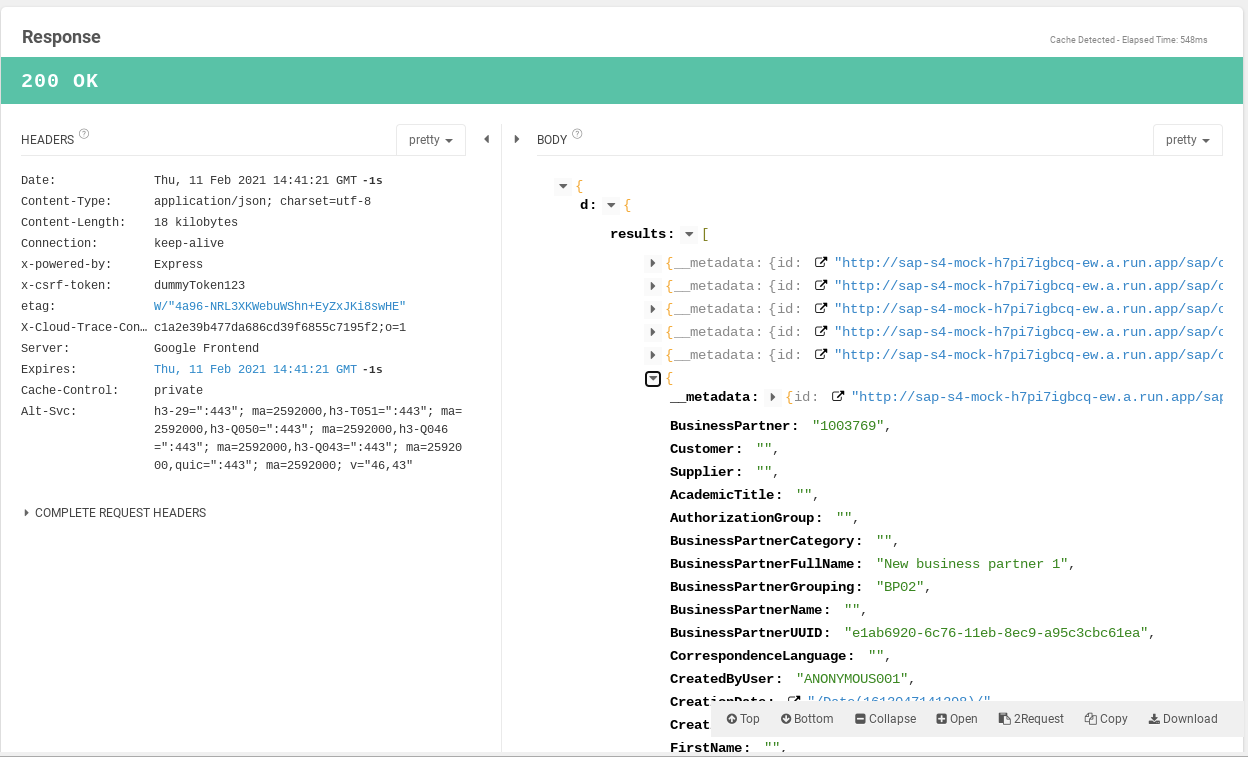 Response
Cache Detected - Elapsed Time: 548ms
200 OK
HEADERS ?
pretty
Date: Thu, 11 Feb 2021 14:41:21 GMT -1s
Content-Type: application/json; charset=utf-8
Content-Length: 18 kilobytes
Connection: keep-alive
x-powered-by: Express
x-csrf-token: dummyToken123
etag: W/"4a96-NRL3XKWebuWShn+EyZxJKi8swHE"
X-Cloud-Trace-Con… c1a2e39b477da686cd39f6855c7195f2;o=1
Server: Google Frontend
Expires: Thu, 11 Feb 2021 14:41:21 GMT -1s
Cache-Control: private
Alt-Svc: h3-29=":443"; ma=2592000,h3-T051=":443"; ma=
2592000,h3-Q050=":443"; ma=2592000,h3-Q046
=":443"; ma=2592000,h3-Q043=":443"; ma=25920
00,quic=":443"; ma=2592000; v="46,43"
COMPLETE REQUEST HEADERS
BODY ?
pretty
{
d: {
results: [
{__metadata: {id: "http://sap-s4-mock-h7pi7igbcq-ew.a.run.app/sap/
{__metadata: {id: "http://sap-s4-mock-h7pi7igbcq-ew.a.run.app/sap/
{__metadata: {id: "http://sap-s4-mock-h7pi7igbcq-ew.a.run.app/sap/
{__metadata: {id: "http://sap-s4-mock-h7pi7igbcq-ew.a.run.app/sap/
{__metadata: {id: "http://sap-s4-mock-h7pi7igbcq-ew.a.run.app/sap/
{
__metadata: {id: "http://sap-s4-mock-h7pi7igbcq-ew.a.run.app/sap
BusinessPartner: "1003769",
Customer: "",
Supplier: "",
AcademicTitle: "",
AuthorizationGroup: "",
BusinessPartnerCategory: "",
BusinessPartnerFullName: "New business partner 1",
BusinessPartnerGrouping: "BP02",
BusinessPartnerName: "",
BusinessPartnerUUID: "e1ab6920-6c76-11eb-8ec9-a95c3cbc61ea",
CorrespondenceLanguage: "",
CreatedByUser: "ANONYMOUS001",
CreationDate: "/Date(1613047141298)/"
Creat
FirstName: "",
Top Bottom Collapse Open 2Request Copy Download